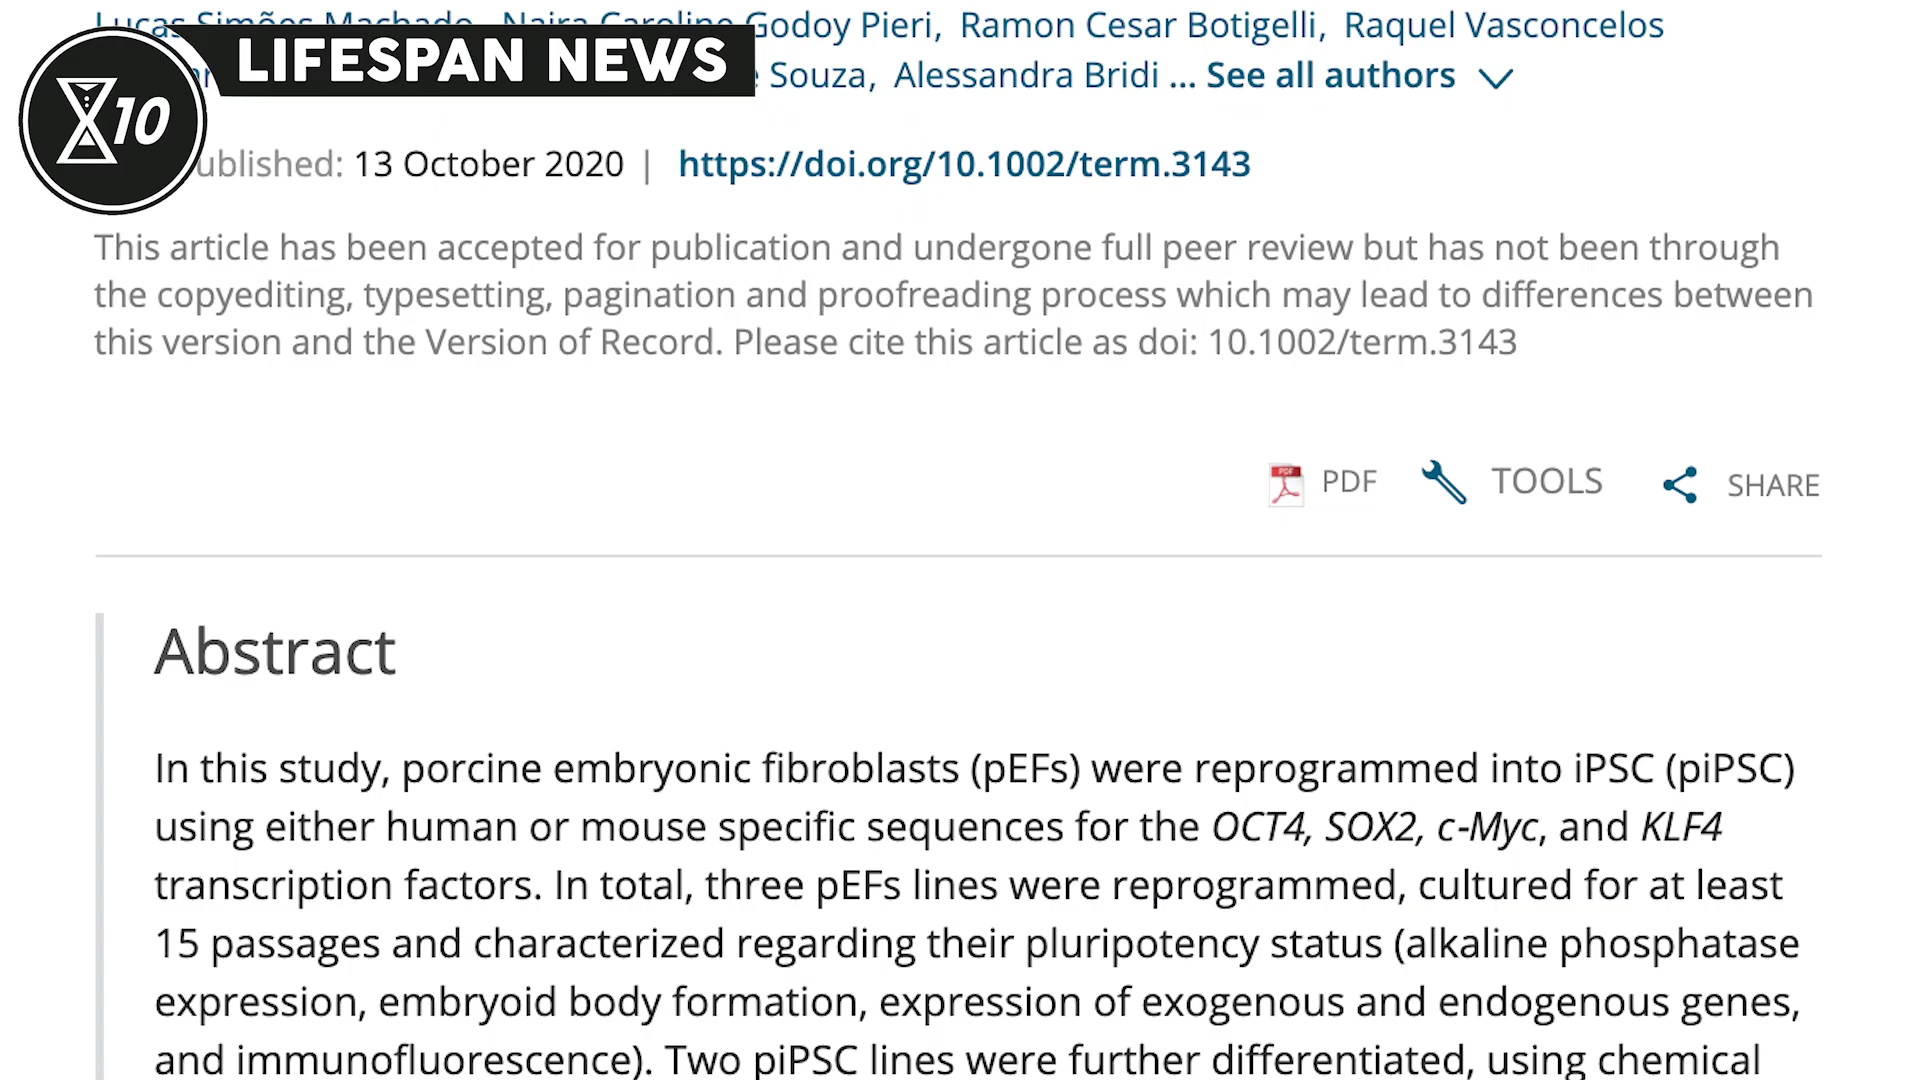 Lucas Simões Machado, Naira Caroline Godoy Pieri, Ramon Cesar Botigelli, Raquel Vasconcelos
LIFESPAN NEWS
X10
Souza, Alessandra Bridi ... See all authors
ublished: 13 October 2020 | https://doi.org/10.1002/term.3143
This article has been accepted for publication and undergone full peer review but has not been through
the copyediting, typesetting, pagination and proofreading process which may lead to differences between
this version and the Version of Record. Please cite this article as doi: 10.1002/term.3143
PDF TOOLS SHARE
Abstract
In this study, porcine embryonic fibroblasts (pEFs) were reprogrammed into iPSC (piPSC)
using either human or mouse specific sequences for the OCT4, SOX2, c-Myc, and KLF4
transcription factors. In total, three pEFs lines were reprogrammed, cultured for at least
15 passages and characterized regarding their pluripotency status (alkaline phosphatase
expression, embryoid body formation, expression of exogenous and endogenous genes,
and immunofluorescence). Two piPSC lines were further differentiated, using chemical